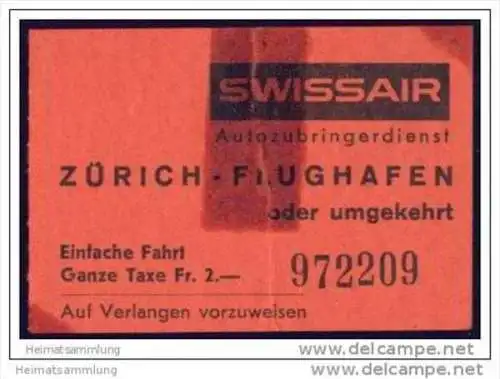 SWISSAIR
Autozubringerdienst
ZÜRICH - FLUGHAFEN
oder umgekehrt
Einfache Fahrt
Ganze Taxe Fr. 2.—
972209
Auf Verlangen vorzuweisen
Heimatsammlung
Heimatsammlung
www.delcampe.net
www.delcampe.net